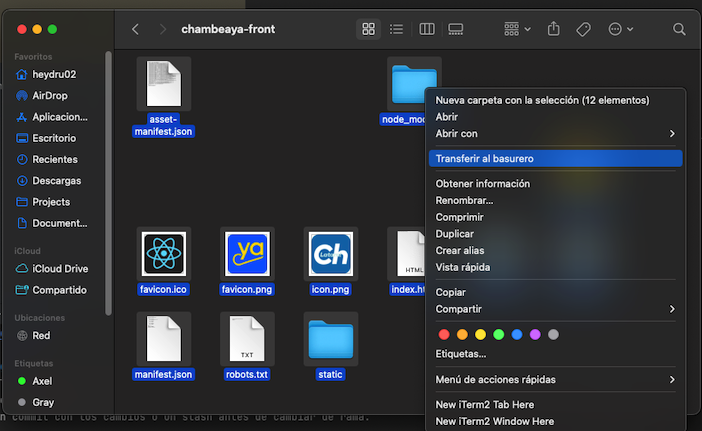 chambeaya-front
Favoritos
heydru02
AirDrop
Aplicacion...
Escritorio
Recientes
Descargas
Projects
Document...
iCloud
iCloud Drive
Compartido
Ubicaciones
Red
Etiquetas
Axel
Gray
asset-
manifest.json
node_mod
favicon.ico
ya
favicon.png
Ch
icon.png
HTML
index.ht
manifest.json
TXT
robots.txt
static
Nueva carpeta con la selección (12 elementos)
Abrir
Abrir con
Transferir al basurero
Obtener información
Renombrar...
Comprimir
Duplicar
Crear alias
Vista rápida
Copiar
Compartir
Etiquetas...
Menú de acciones rápidas
New iTerm2 Tab Here
New iTerm2 Window Here
n commit con los cambios o un stash antes de cambiar de rama.